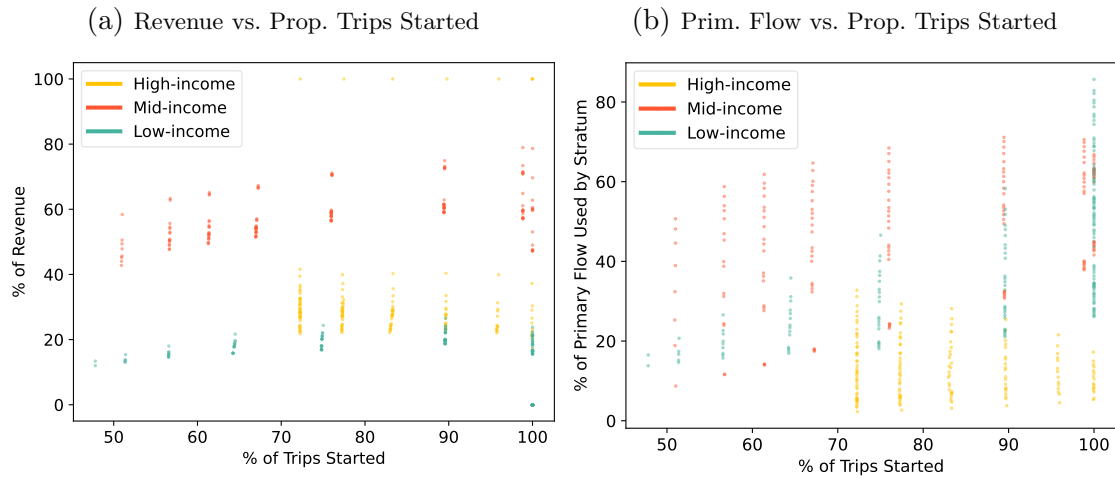 (a) Revenue vs. Prop. Trips Started
100
80
60
40
20
0
% of Revenue
High-income
Mid-income
Low-income
50 60 70 80 90 100
% of Trips Started
(b) Prim. Flow vs. Prop. Trips Started
80
60
40
20
0
% of Primary Flow Used by Stratum
High-income
Mid-income
Low-income
50 60 70 80 90 100
% of Trips Started